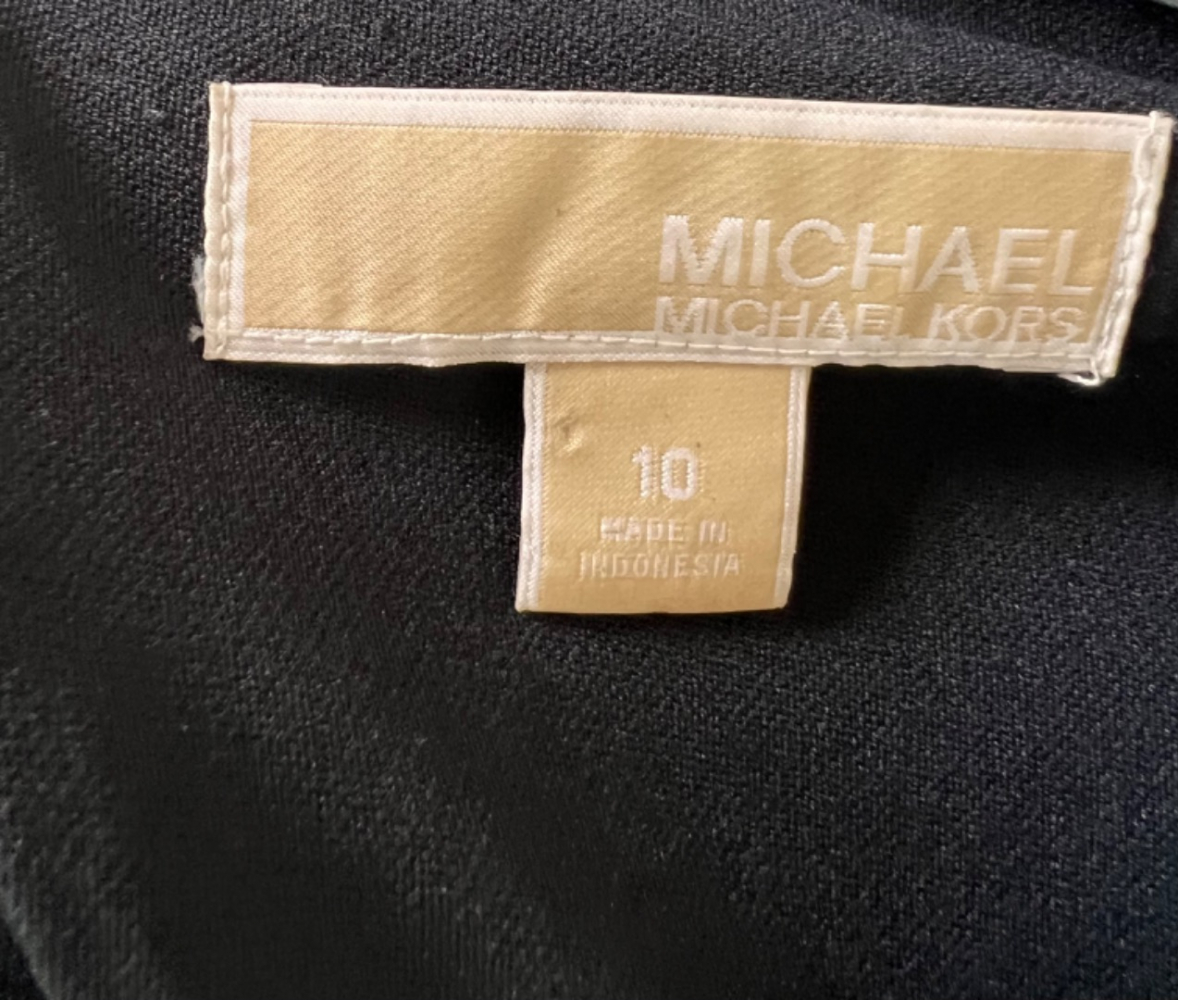 MICHAEL
MICHAEL KORS
10
MADE IN
INDONESIA